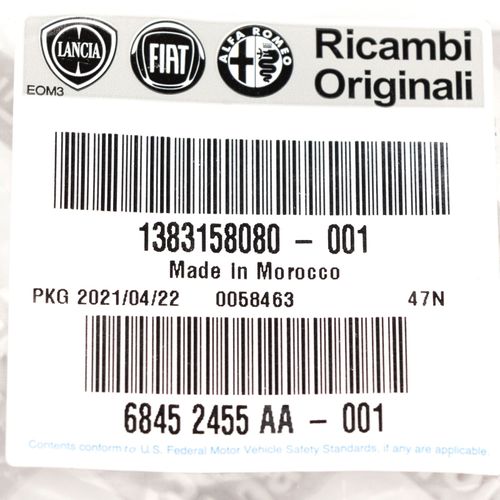 LANCIA FIAT ALFA ROMEO Ricambi
Originali
EOM3
1383158080 - 001
Made In Morocco
PKG 2021/04/22 0058463 47N
6845 2455 AA - 001
Contents conform to U.S. Federal Motor Vehicle Safety Standards, if any are applicable